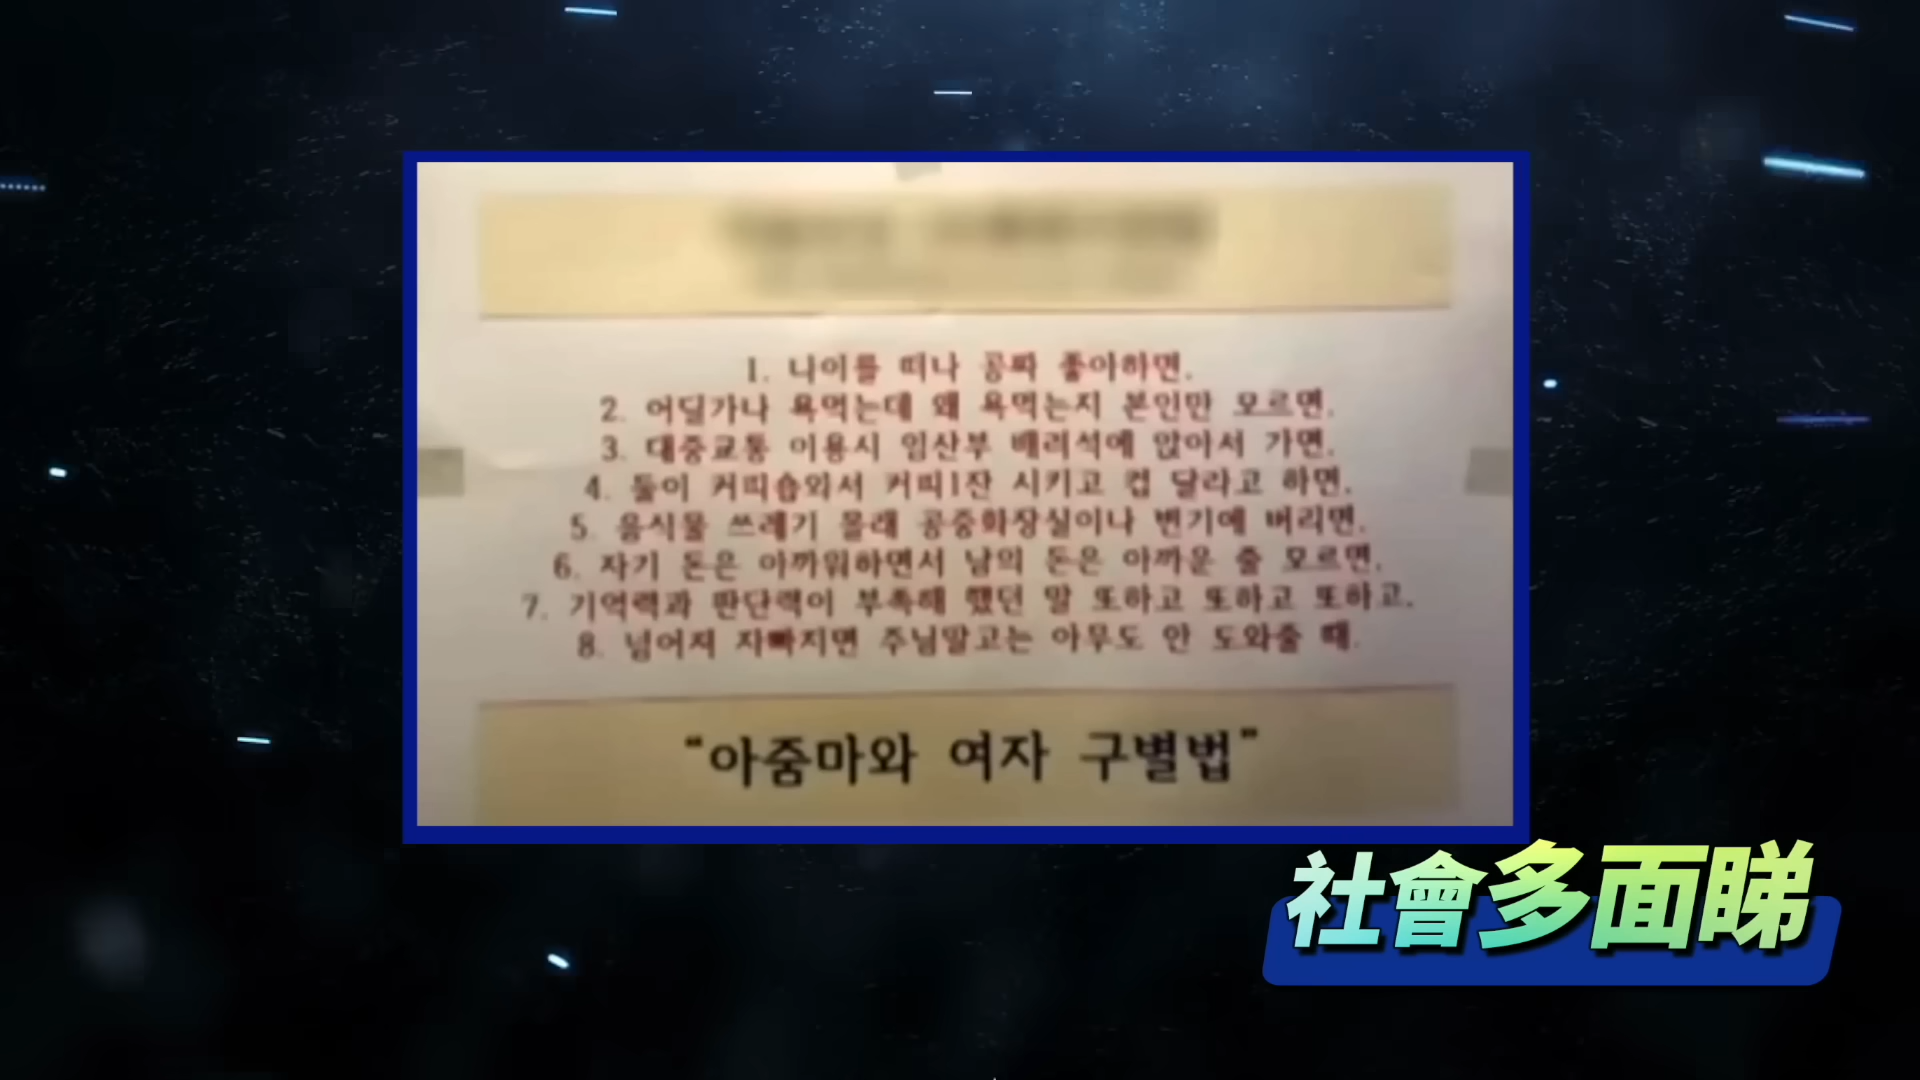 1. 나이를 떠나 공짜 좋아하면.
2. 어딜가나 욕먹는데 왜 욕먹는지 본인만 모르면.
3. 대중교통 이용시 임산부 배려석에 앉아서 가면.
4. 둘이 커피숍와서 커피1잔 시키고 컵 달라고 하면.
5. 음식물 쓰레기 몰래 공중화장실이나 변기에 버리면.
6. 자기 돈은 아까워하면서 남의 돈은 아까운 줄 모르면.
7. 기억력과 판단력이 부족해 했던 말 또하고 또하고 또하고.
8. 넘어져 자빠지면 주님말고는 아무도 안 도와줄 때.
“아줌마와 여자 구별법”
社會多面睇